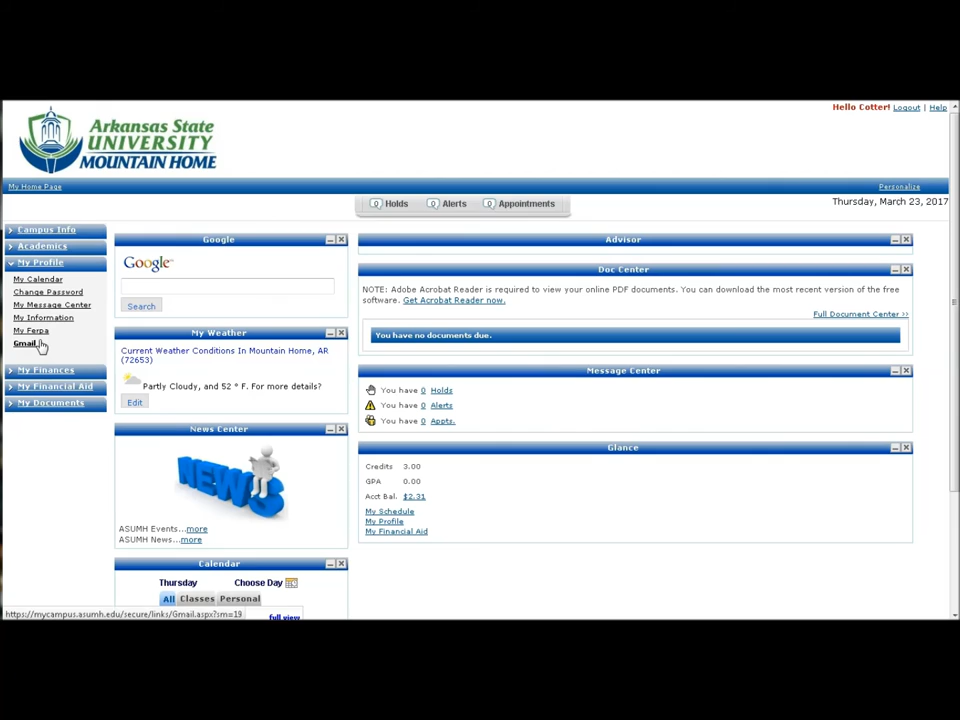 Hello Cotter! Logout | Help
Arkansas State
UNIVERSITY
MOUNTAIN HOME
My Home Page
Personalize
0 Holds 0 Alerts 0 Appointments
Thursday, March 23, 2017
Campus Info
Academics
My Profile
My Calendar
Change Password
My Message Center
My Information
My Ferpa
Gmail
My Finances
My Financial Aid
My Documents
Google
Google™
Search
My Weather
Current Weather Conditions In Mountain Home, AR
(72653)
Partly Cloudy, and 52 ° F. For more details?
Edit
News Center
NEWS
ASUMH Events...more
ASUMH News...more
Calendar
Thursday Choose Day
All Classes Personal
full view
Advisor
Doc Center
NOTE: Adobe Acrobat Reader is required to view your online PDF documents. You can download the most recent version of the free
software. Get Acrobat Reader now.
Full Document Center >>
You have no documents due.
Message Center
You have 0 Holds
You have 0 Alerts
You have 0 Appts.
Glance
Credits 3.00
GPA 0.00
Acct Bal. $2.31
My Schedule
My Profile
My Financial Aid
https://mycampus.asumh.edu/secure/links/Gmail.aspx?sm=19